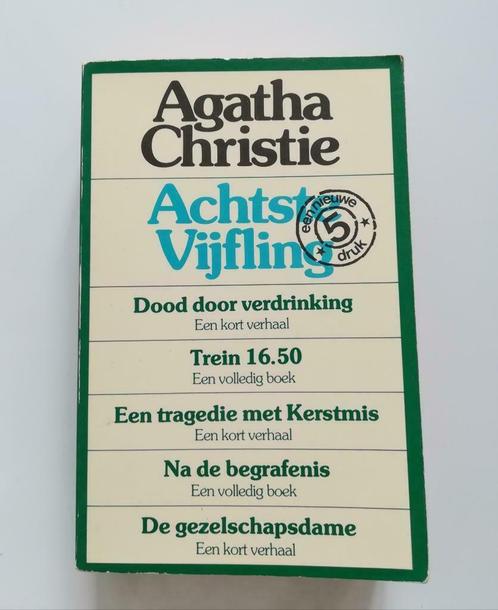 Agatha
Christie
Achtste
Vijfling
een nieuwe
5
druk
Dood door verdrinking
Een kort verhaal
Trein 16.50
Een volledig boek
Een tragedie met Kerstmis
Een kort verhaal
Na de begrafenis
Een volledig boek
De gezelschapsdame
Een kort verhaal